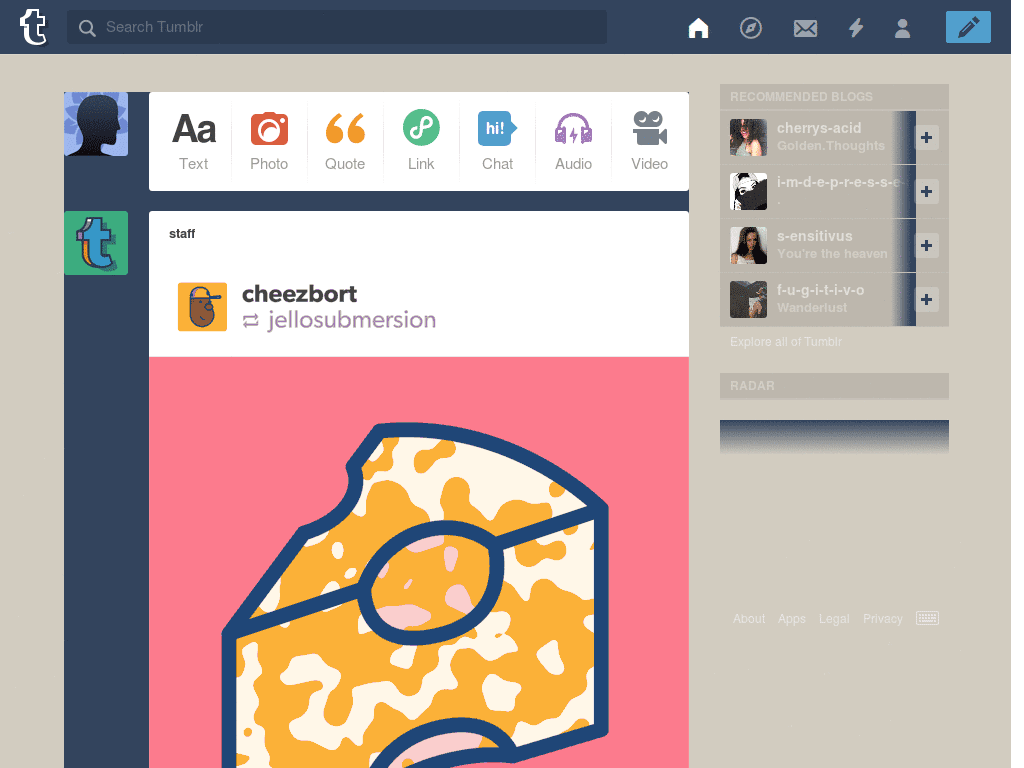 Search Tumblr
Aa
hi!
Text
Photo
Quote
Link
Chat
Audio
Video
staff
cheezbort
jellosubmersion
RECOMMENDED BLOGS
cherrys-acid
Golden.Thoughts
i-m-d-e-p-r-e-s-s-e-
.
s-ensitivus
You're the heaven
f-u-g-i-t-i-v-o
Wanderlust
Explore all of Tumblr
RADAR
About Apps Legal Privacy